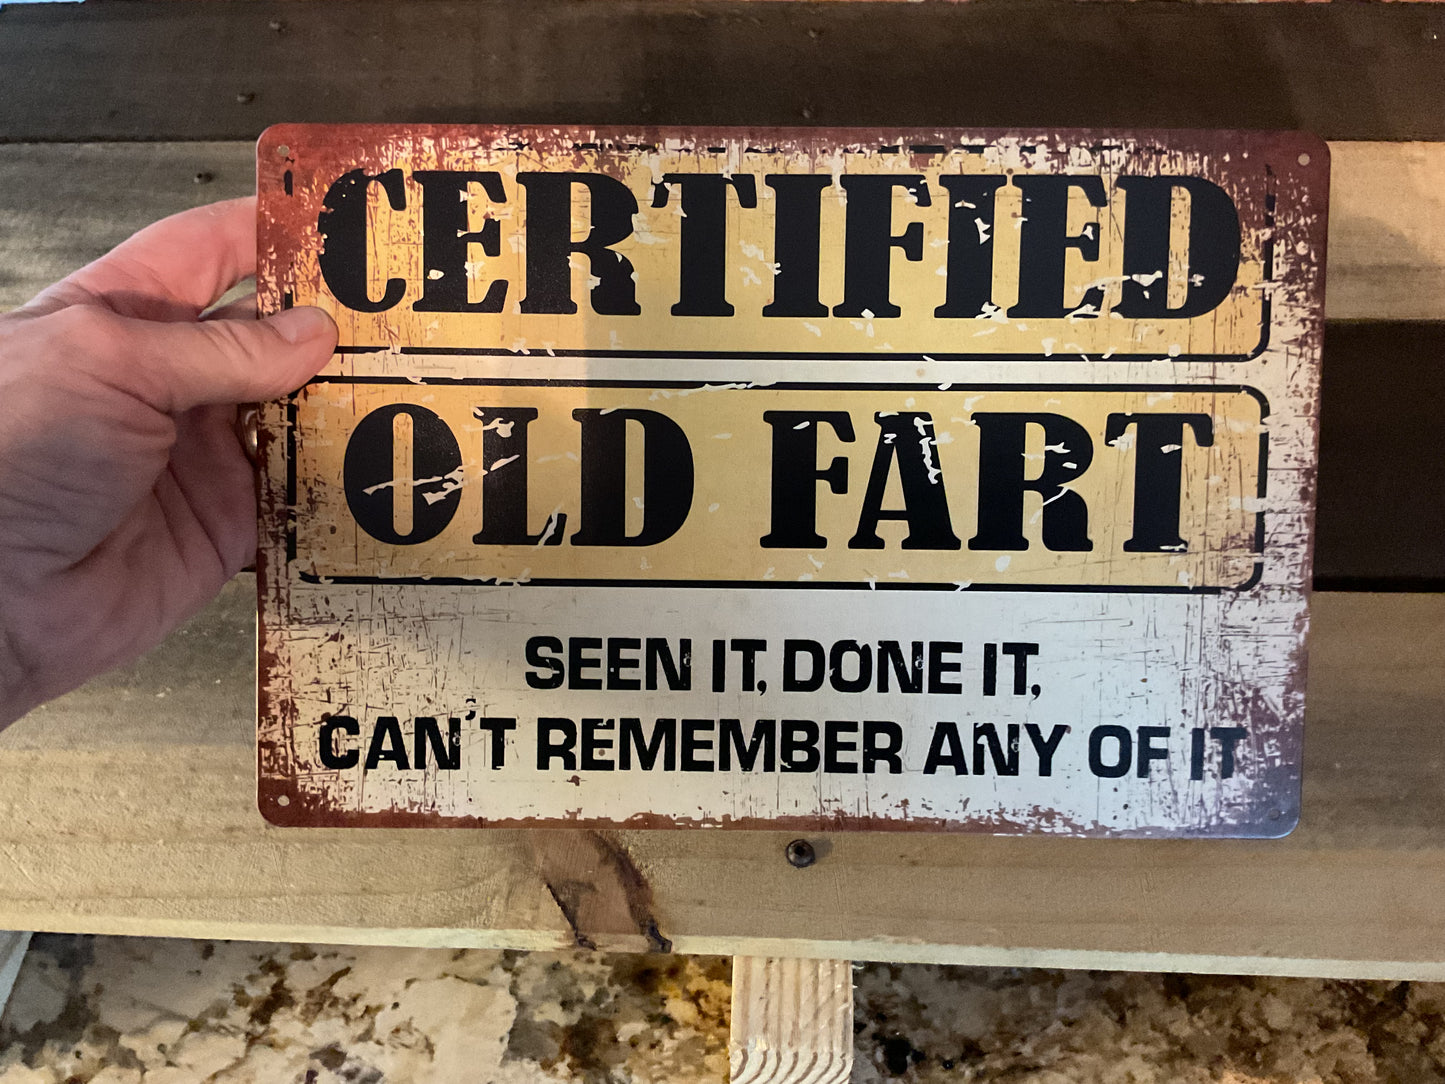 CERTIFIED
OLD FART
SEEN IT, DONE IT,
CAN'T REMEMBER ANY OF IT